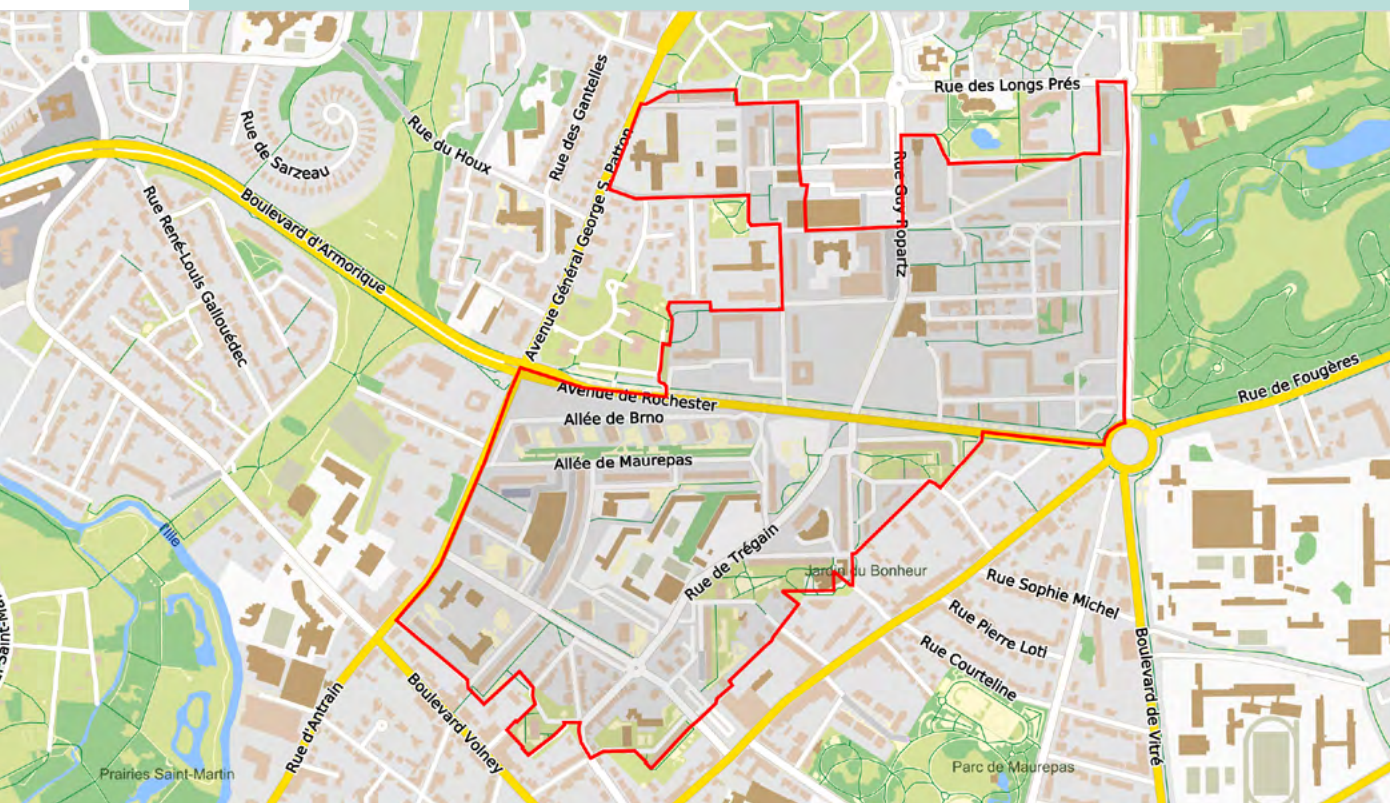 Rue des Longs Prés
Rue des Gantelles
Rue du Houx
Rue de Sarzeau
Avenue Général George S. Patton
Rue Guy Ropartz
Boulevard d'Armorique
Rue René-Louis Gallouédec
Rue de Fougères
Avenue de Rochester
Allée de Brno
Allée de Maurepas
l'Ille
Rue de Trégain
Jardin du Bonheur
Rue Sophie Michel
Rue Pierre Loti
Rue Courteline
Boulevard de Vitré
Rue d'Antrain
Boulevard Volney
Prairies Saint-Martin
Parc de Maurepas